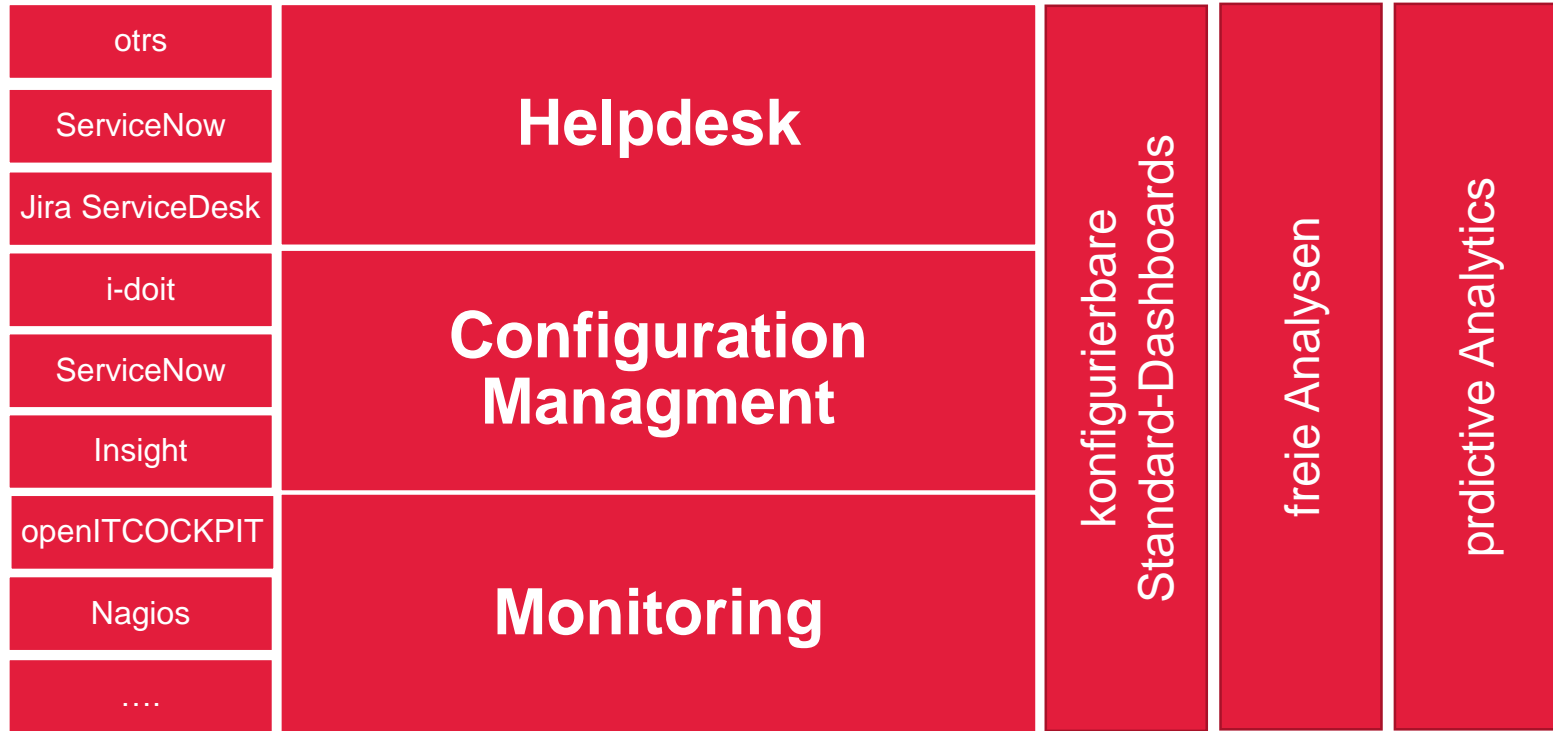 otrs
ServiceNow
Jira ServiceDesk
i-doit
ServiceNow
Insight
openITCOCKPIT
Nagios
….
Helpdesk
Configuration
Managment
Monitoring
konfigurierbare
Standard-Dashboards
freie Analysen
prdictive Analytics